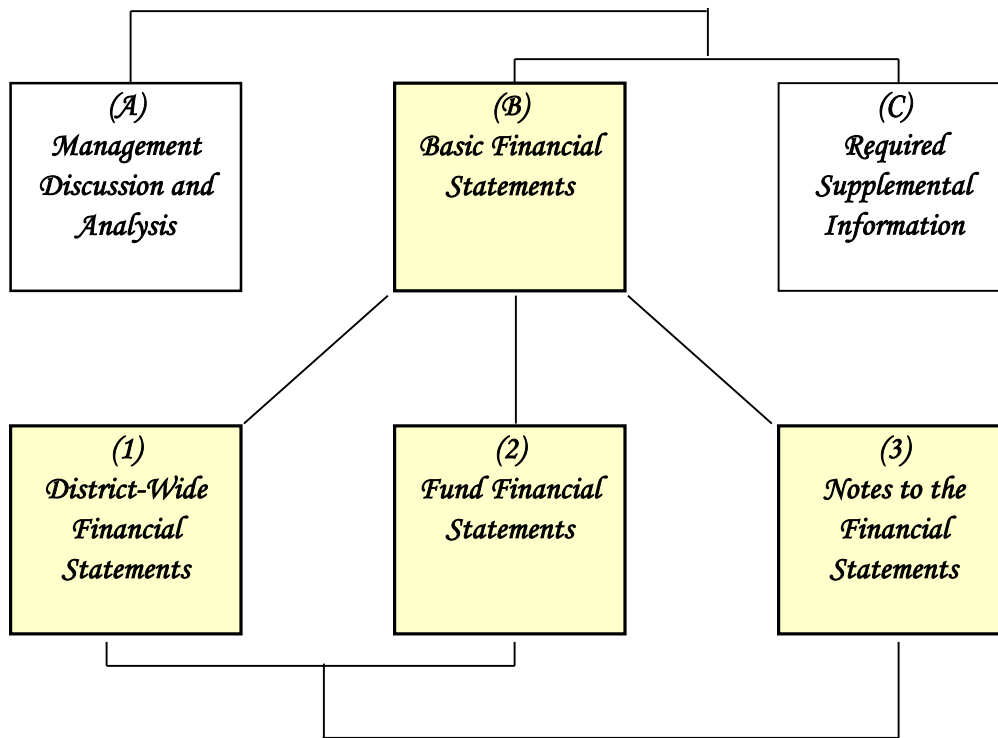 (A)
Management
Discussion and
Analysis
(B)
Basic Financial
Statements
(C)
Required
Supplemental
Information
(1)
District-Wide
Financial
Statements
(2)
Fund Financial
Statements
(3)
Notes to the
Financial
Statements